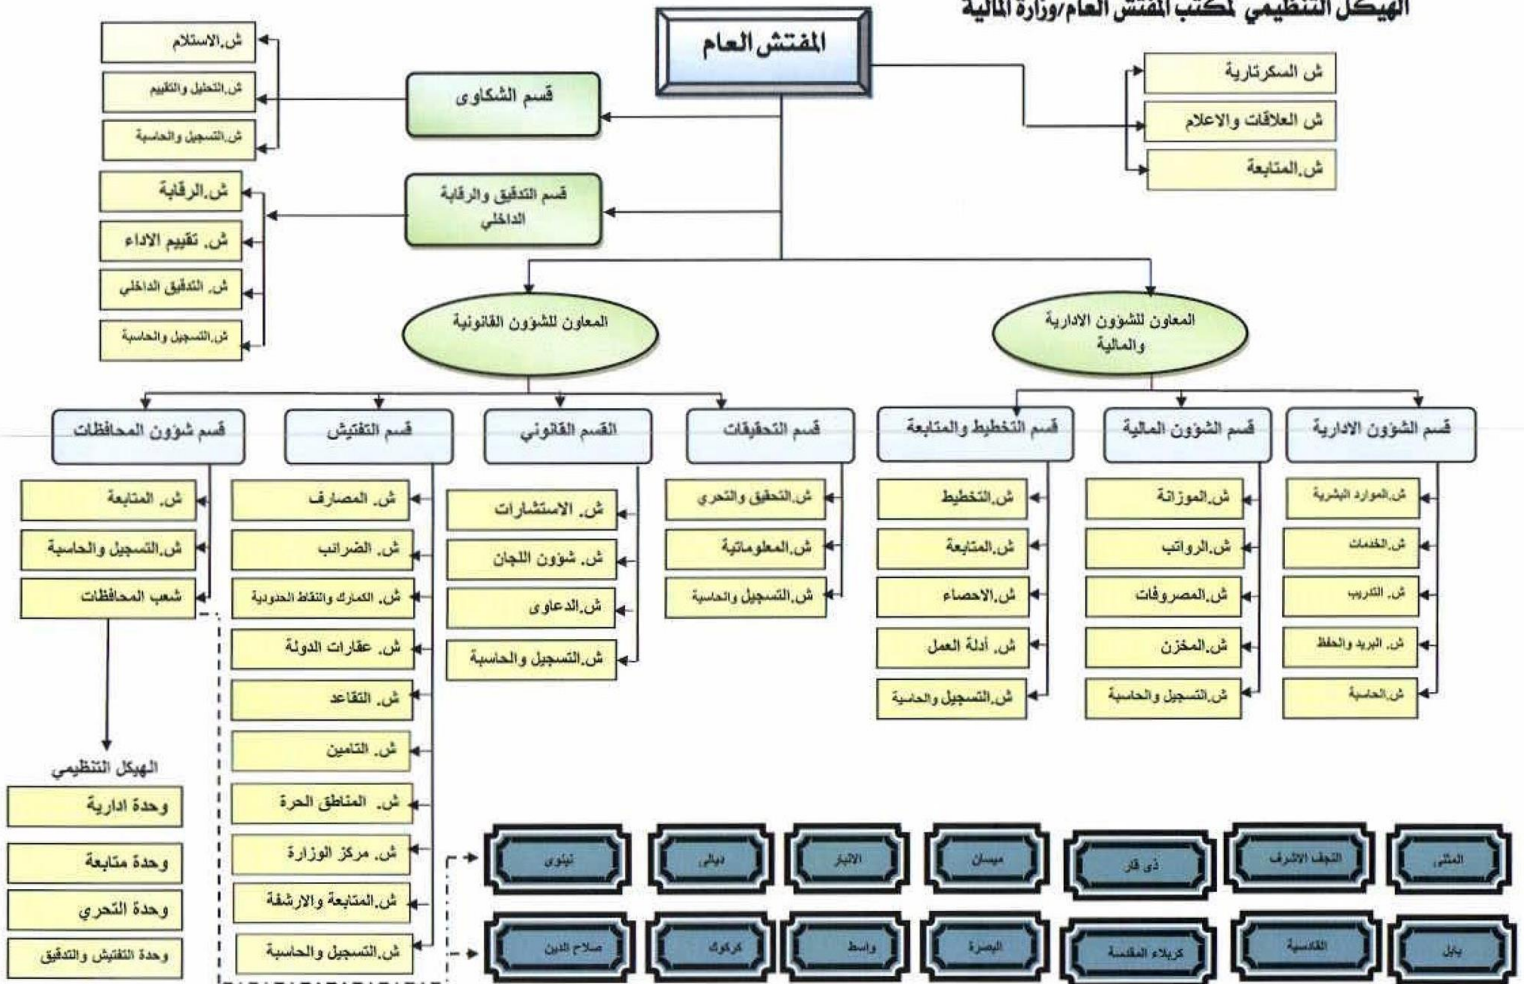 الهيكل التنظيمي لمكتب المفتش العام/وزارة المالية
المفتش العام
ش السكرتارية
ش العلاقات والاعلام
ش.المتابعة
قسم الشكاوى
ش.الاستلام
ش.التحليل والتقييم
ش.التسجيل والحاسبة
قسم التدقيق والرقابة
الداخلي
ش.الرقابة
ش. تقييم الاداء
ش. التدقيق الداخلي
ش.التسجيل والحاسبة
المعاون للشؤون الادارية
والمالية
المعاون للشؤون القانونية
قسم الشؤون الادارية
ش.الموارد البشرية
ش.الخدمات
ش. التدريب
ش. البريد والحفظ
ش.الحاسبة
قسم الشؤون المالية
ش.الموزانة
ش.الرواتب
ش.المصروفات
ش.المخزن
ش.التسجيل والحاسبة
قسم التخطيط والمتابعة
ش.التخطيط
ش.المتابعة
ش.الاحصاء
ش. أدلة العمل
ش.التسجيل والحاسبة
قسم التحقيقات
ش.التحقيق والتحري
ش.المعلوماتية
ش.التسجيل والحاسبة
القسم القانوني
ش. الاستشارات
ش. شؤون اللجان
ش.الدعاوى
ش.التسجيل والحاسبة
قسم التفتيش
ش. المصارف
ش. الضرائب
ش. الكمارك والنقاط الحدودية
ش. عقارات الدولة
ش. التقاعد
ش. التامين
ش. المناطق الحرة
ش. مركز الوزارة
ش.المتابعة والارشفة
ش.التسجيل والحاسبة
قسم شؤون المحافظات
ش. المتابعة
ش.التسجيل والحاسبة
شعب المحافظات
الهيكل التنظيمي
وحدة ادارية
وحدة متابعة
وحدة التحري
وحدة التفتيش والتدقيق
المثنى
النجف الاشرف
ذي قار
ميسان
الانبار
ديالى
نينوى
بابل
القادسية
كربلاء المقدسة
البصرة
واسط
كركوك
صلاح الدين